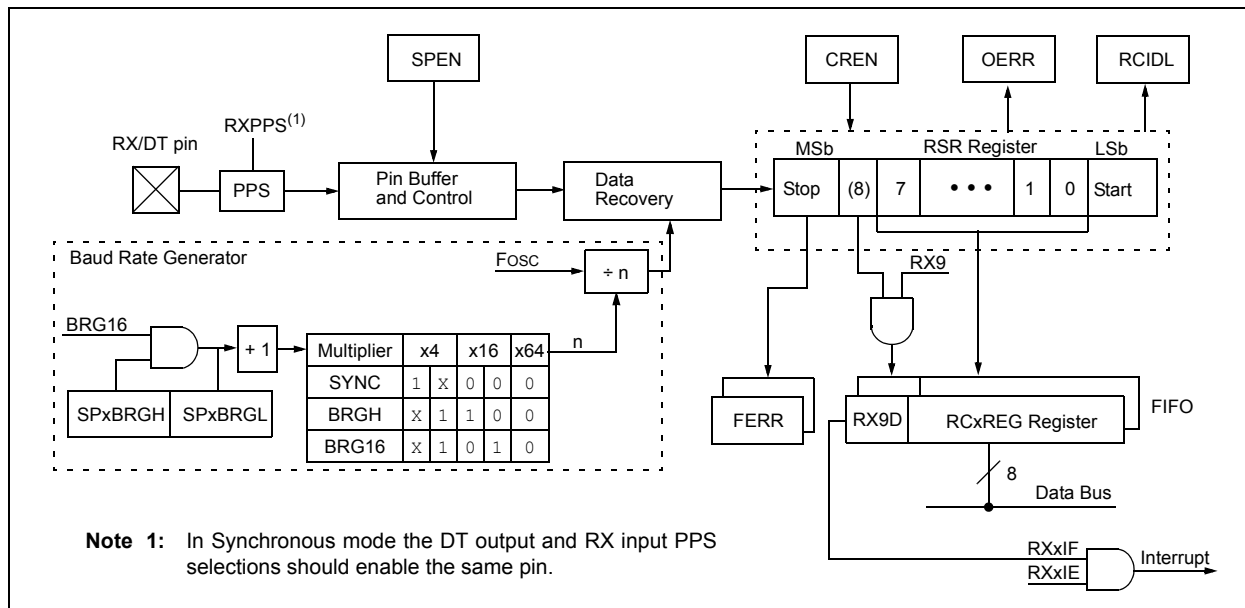 SPEN
CREN
OERR
RCIDL
RXPPS(1)
RX/DT pin
PPS
Pin Buffer
and Control
Data
Recovery
MSb
RSR Register
LSb
Stop
(8)
7
• • •
1
0
Start
Baud Rate Generator
FOSC
÷ n
RX9
BRG16
+ 1
n
Multiplier x4 x16 x64
SYNC 1 X 0 0 0
BRGH X 1 1 0 0
BRG16 X 1 0 1 0
SPxBRGH
SPxBRGL
FERR
RX9D
RCxREG Register
FIFO
8
Data Bus
RXxIF
RXxIE
Interrupt
Note 1: In Synchronous mode the DT output and RX input PPS
selections should enable the same pin.